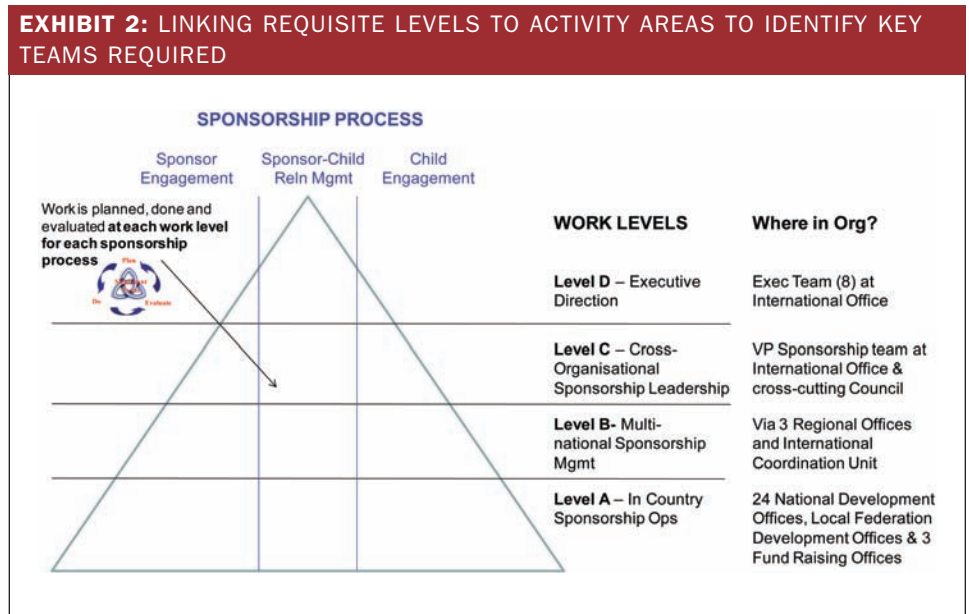 EXHIBIT 2: LINKING REQUISITE LEVELS TO ACTIVITY AREAS TO IDENTIFY KEY
TEAMS REQUIRED
SPONSORSHIP PROCESS
Sponsor
Engagement
Sponsor-Child
Reln Mgmt
Child
Engagement
Work is planned, done and
evaluated at each work level
for each sponsorship
process
Plan
Do
Evaluate
WORK LEVELS
Where in Org?
Level D – Executive
Direction
Exec Team (8) at
International Office
Level C – Cross-
Organisational
Sponsorship Leadership
VP Sponsorship team at
International Office &
cross-cutting Council
Level B- Multi-
national Sponsorship
Mgmt
Via 3 Regional Offices
and International
Coordination Unit
Level A – In Country
Sponsorship Ops
24 National Development
Offices, Local Federation
Development Offices & 3
Fund Raising Offices